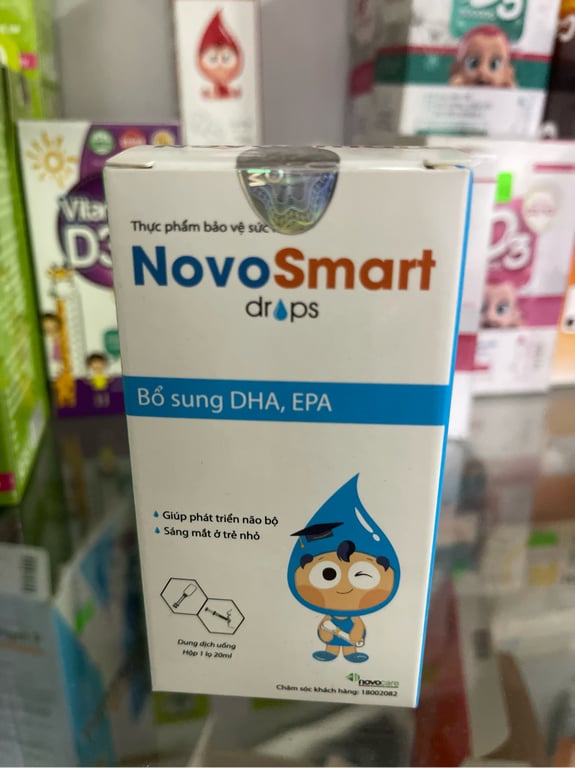 Thực phẩm bảo vệ sức
NovoSmart
drops
Bổ sung DHA, EPA
Giúp phát triển não bộ
Sáng mắt ở trẻ nhỏ
Dung dịch uống
Hộp 1 lọ 20ml
novocare
Chăm sóc khách hàng: 18002082
D3
D3